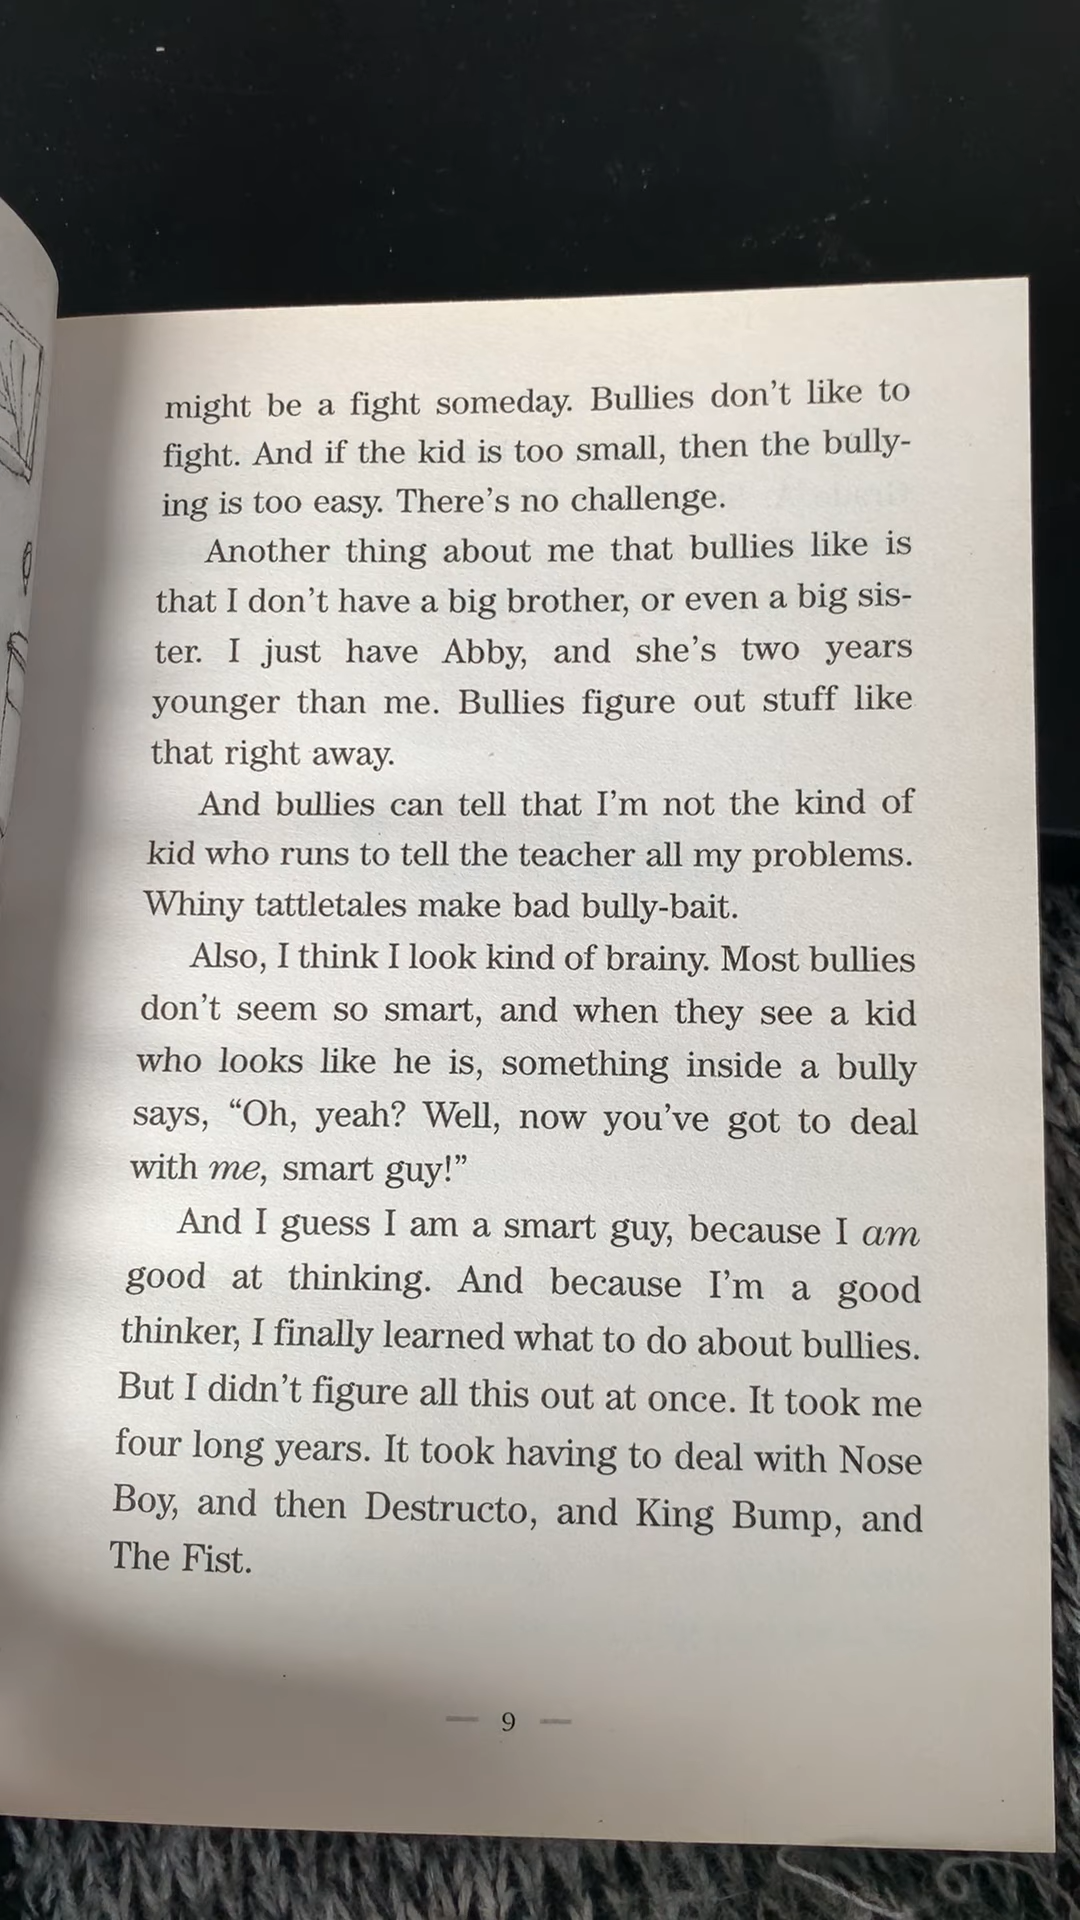 might be a fight someday. Bullies don’t like to
fight. And if the kid is too small, then the bully-
ing is too easy. There’s no challenge.
Another thing about me that bullies like is
that I don’t have a big brother, or even a big sis-
ter. I just have Abby, and she’s two years
younger than me. Bullies figure out stuff like
that right away.
And bullies can tell that I’m not the kind of
kid who runs to tell the teacher all my problems.
Whiny tattletales make bad bully-bait.
Also, I think I look kind of brainy. Most bullies
don’t seem so smart, and when they see a kid
who looks like he is, something inside a bully
says, “Oh, yeah? Well, now you’ve got to deal
with me, smart guy!”
And I guess I am a smart guy, because I am
good at thinking. And because I’m a good
thinker, I finally learned what to do about bullies.
But I didn’t figure all this out at once. It took me
four long years. It took having to deal with Nose
Boy, and then Destructo, and King Bump, and
The Fist.
— 9 —